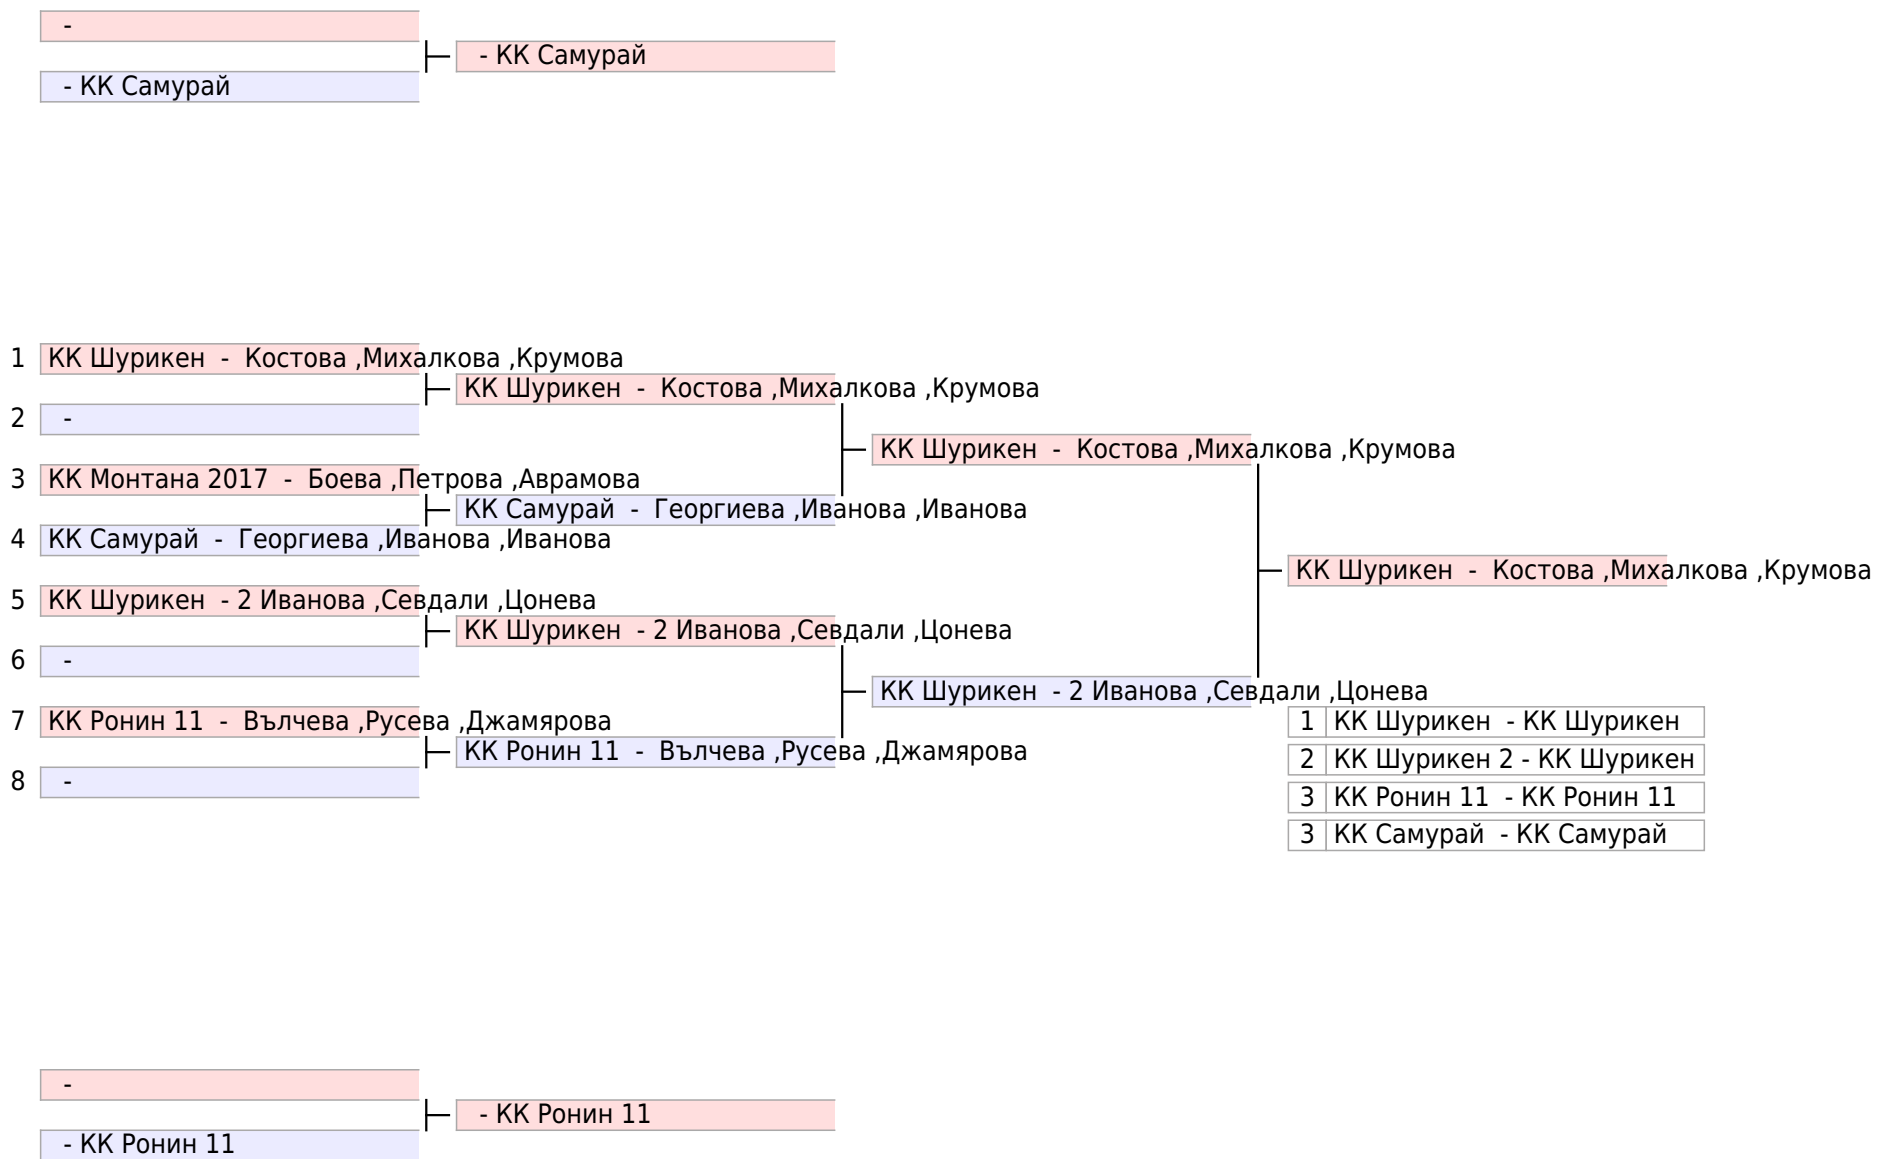 -
- КК Самурай
- КК Самурай
1 КК Шурикен - Костова ,Михалкова ,Крумова
КК Шурикен - Костова ,Михалкова ,Крумова
2 -
КК Шурикен - Костова ,Михалкова ,Крумова
3 КК Монтана 2017 - Боева ,Петрова ,Аврамова
КК Самурай - Георгиева ,Иванова ,Иванова
4 КК Самурай - Георгиева ,Иванова ,Иванова
КК Шурикен - Костова ,Михалкова ,Крумова
5 КК Шурикен - 2 Иванова ,Севдали ,Цонева
КК Шурикен - 2 Иванова ,Севдали ,Цонева
6 -
КК Шурикен - 2 Иванова ,Севдали ,Цонева
7 КК Ронин 11 - Вълчева ,Русева ,Джамярова
1 КК Шурикен - КК Шурикен
КК Ронин 11 - Вълчева ,Русева ,Джамярова
2 КК Шурикен 2 - КК Шурикен
8 -
3 КК Ронин 11 - КК Ронин 11
3 КК Самурай - КК Самурай
-
- КК Ронин 11
- КК Ронин 11